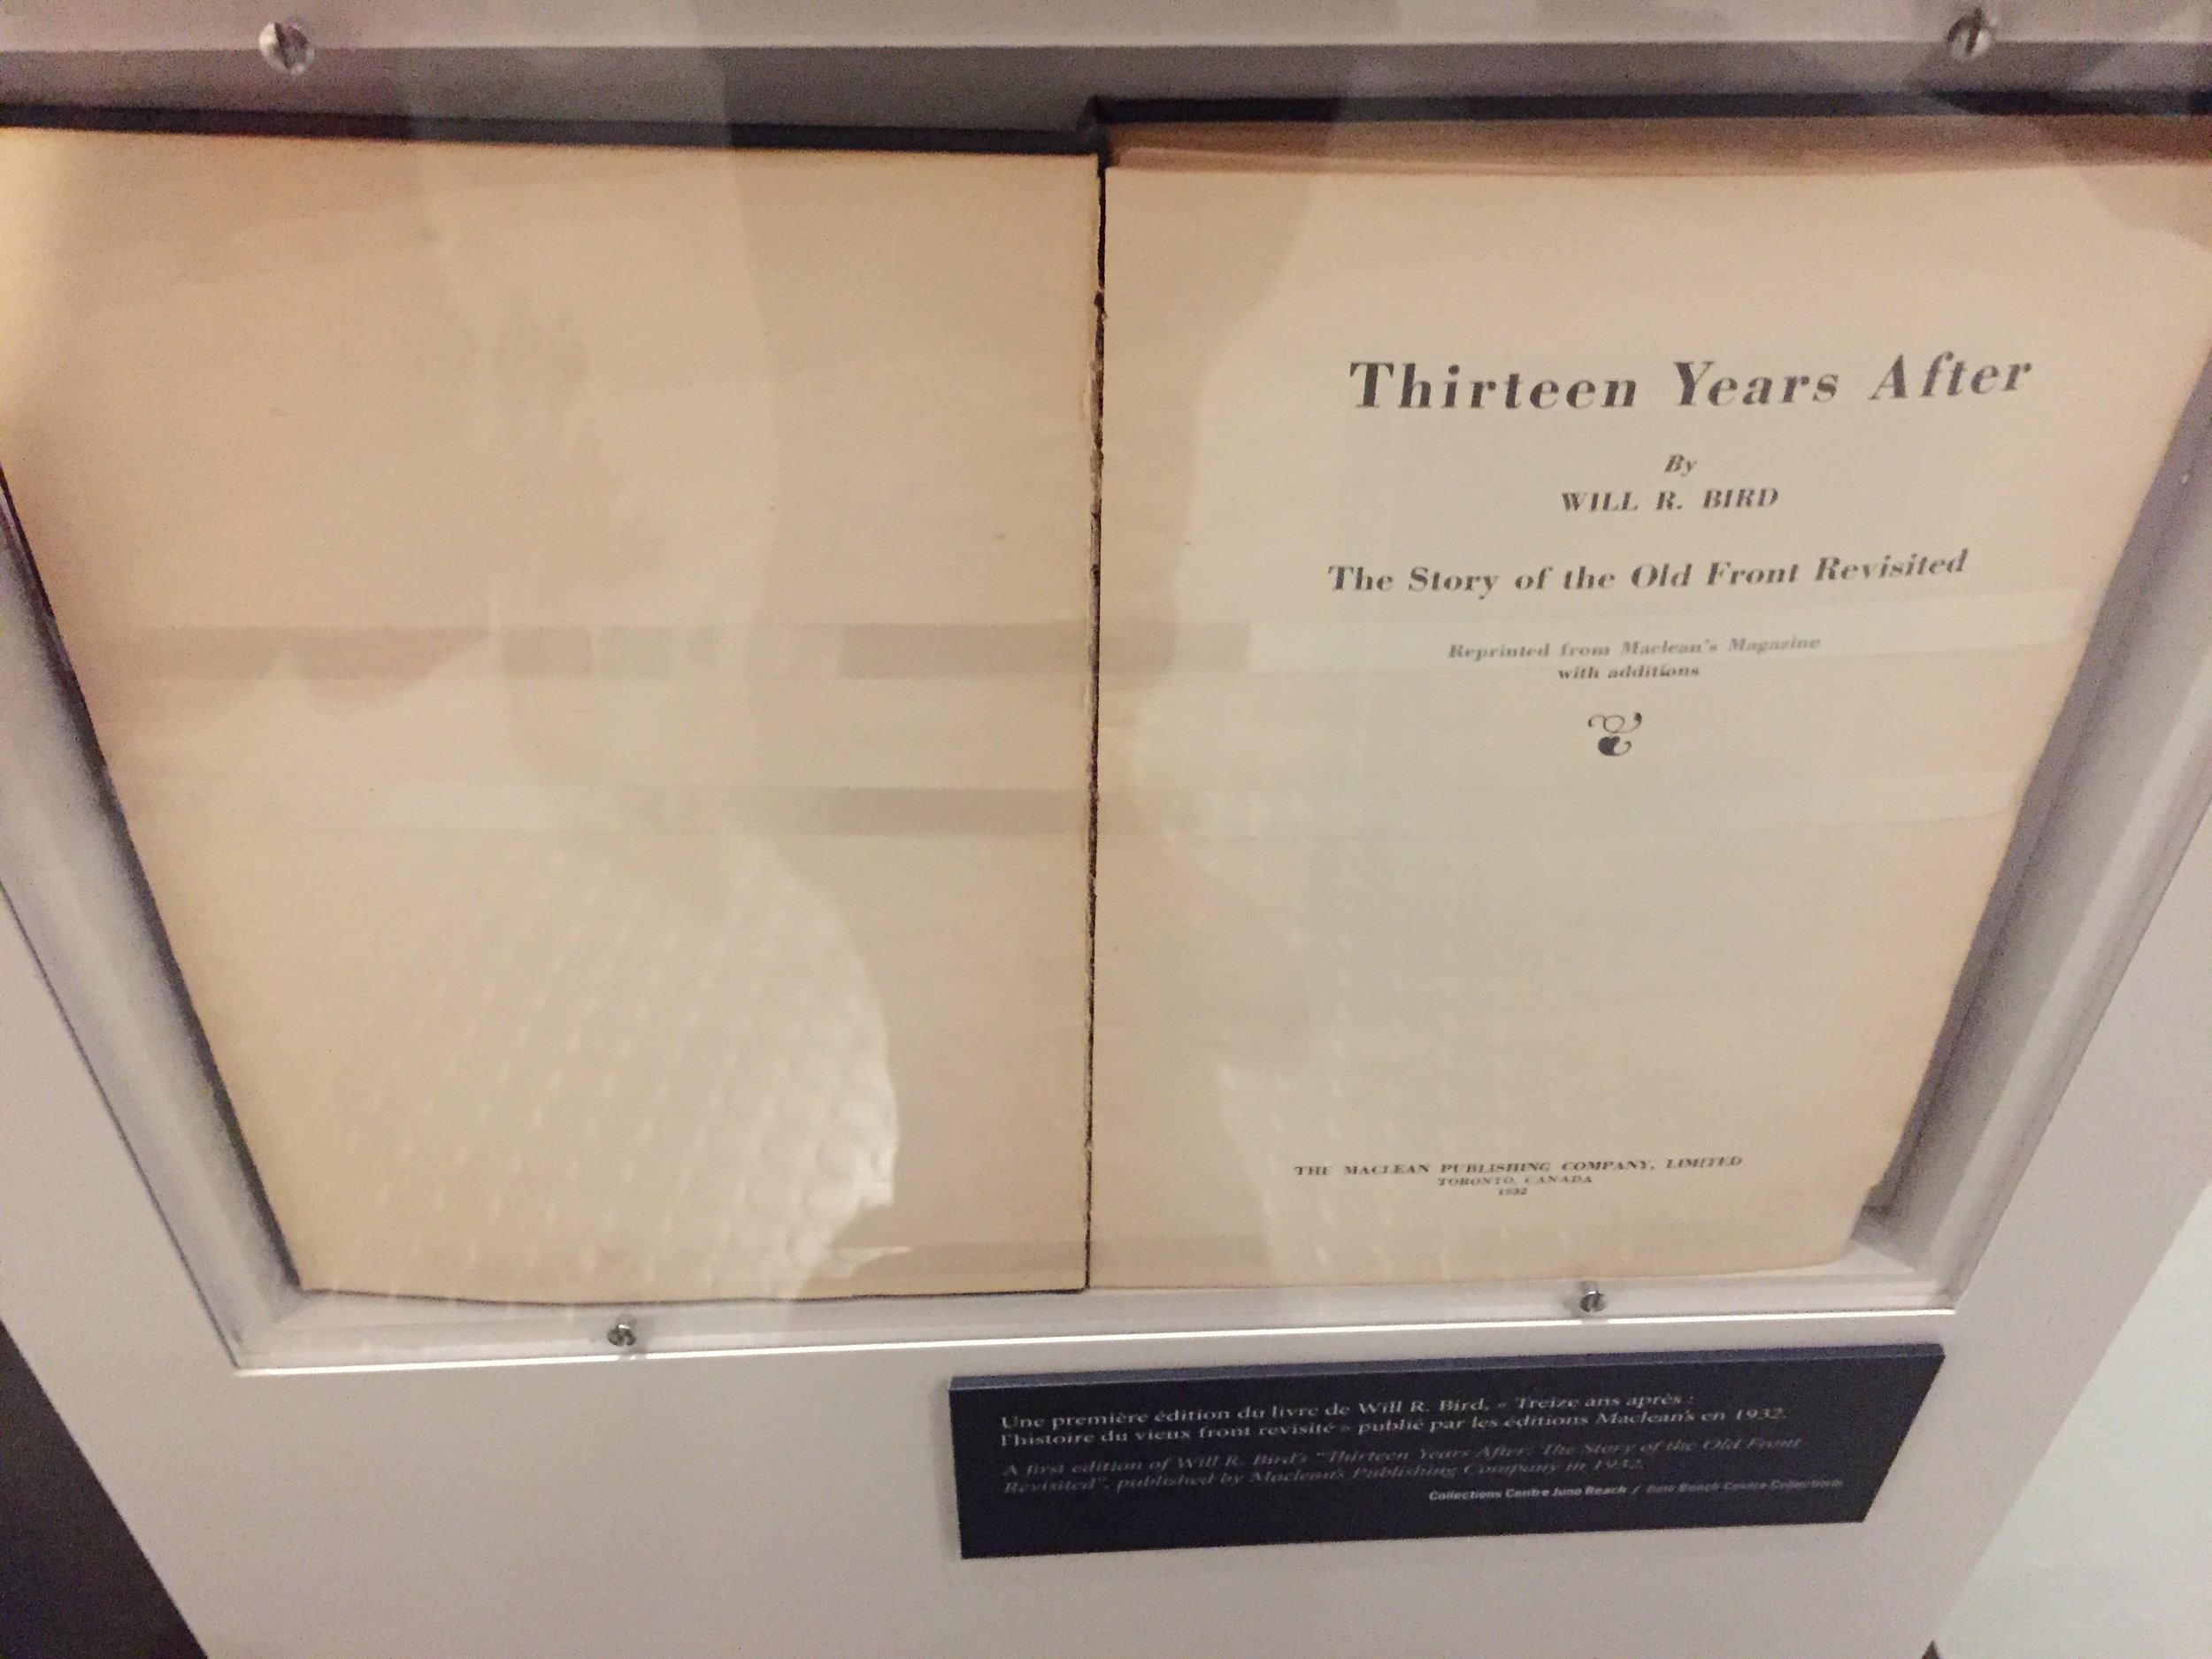 Thirteen Years After
By
WILL R. BIRD
The Story of the Old Front Revisited
Reprinted from Maclean's Magazine
with additions
THE MACLEAN PUBLISHING COMPANY, LIMITED
TORONTO, CANADA
1932
Une première édition du livre de Will R. Bird, « Treize ans après :
l'histoire du vieux front revisité » publié par les éditions Maclean's en 1932.
A first edition of Will R. Bird's "Thirteen Years After: The Story of the Old Front
Revisited", published by Maclean's Publishing Company in 1932.
Collections Centre Juno Beach / Juno Beach Centre Collections